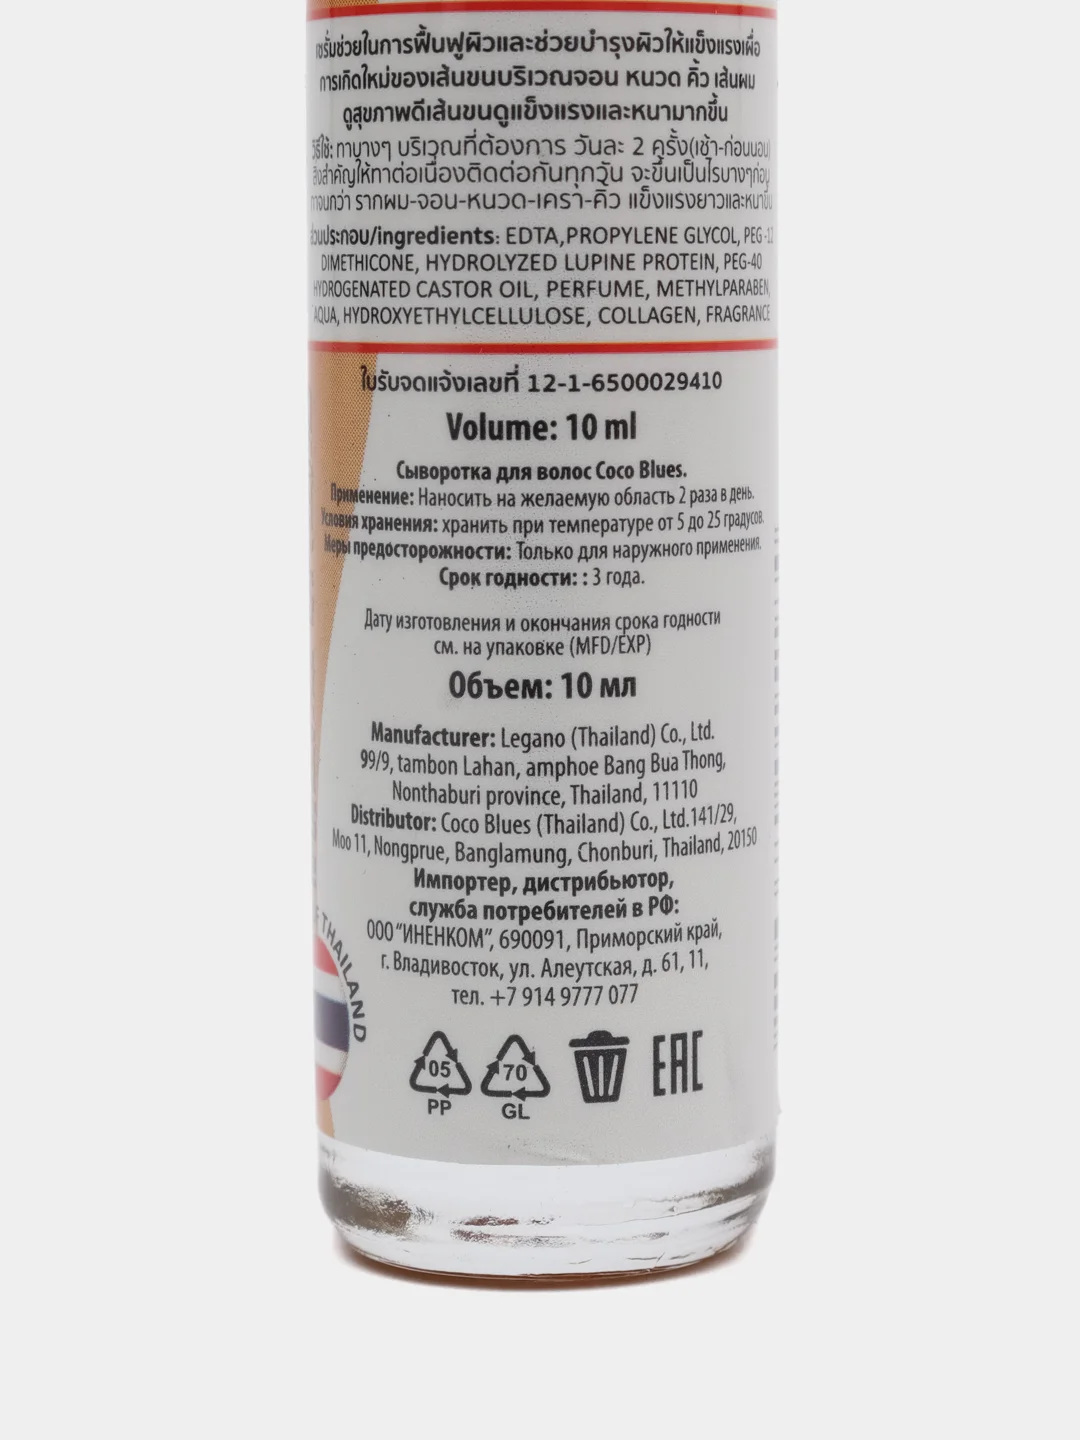 เซรั่มช่วยในการฟื้นฟูผิวและช่วยบำรุงผิวให้แข็งแรงเพื่อ
การเกิดใหม่ของเส้นขนบริเวณจอน หนวด คิ้ว เส้นผม
ดูสุขภาพดีเส้นขนดูแข็งแรงและหนามากขึ้น
วิธีใช้: ทาบางๆ บริเวณที่ต้องการ วันละ 2 ครั้ง(เช้า-ก่อนนอน)
สิ่งสำคัญให้ทาต่อเนื่องติดต่อกันทุกวัน จะขึ้นเป็นไรบางๆก่อน
รากผม-จอน-หนวด-เครา-คิ้ว แข็งแรงยาวและหนาขึ้น
ส่วนประกอบ/ingredients: EDTA,PROPYLENE GLYCOL, PEG -12
DIMETHICONE, HYDROLYZED LUPINE PROTEIN, PEG-40
HYDROGENATED CASTOR OIL, PERFUME, METHYLPARABEN,
AQUA, HYDROXYETHYLCELLULOSE, COLLAGEN, FRAGRANCE
ใบรับจดแจ้งเลขที่ 12-1-6500029410
Volume: 10 ml
Сыворотка для волос Coco Blues.
Применение: Наносить на желаемую область 2 раза в день.
Условия хранения: хранить при температуре от 5 до 25 градусов.
Меры предосторожности: Только для наружного применения.
Срок годности: : 3 года.
Дату изготовления и окончания срока годности
см. на упаковке (MFD/EXP)
Объем: 10 мл
Manufacturer: Legano (Thailand) Co., Ltd.
99/9, tambon Lahan, amphoe Bang Bua Thong,
Nonthaburi province, Thailand, 11110
Distributor: Coco Blues (Thailand) Co., Ltd.141/29,
Moo 11, Nongprue, Banglamung, Chonburi, Thailand, 20150
Импортер, дистрибьютор,
служба потребителей в РФ:
ООО "ИНЕНКОМ", 690091, Приморский край,
г. Владивосток, ул. Алеутская, д. 61, 11,
тел. +7 914 9777 077
THAILAND
05
PP
70
GL
EAC